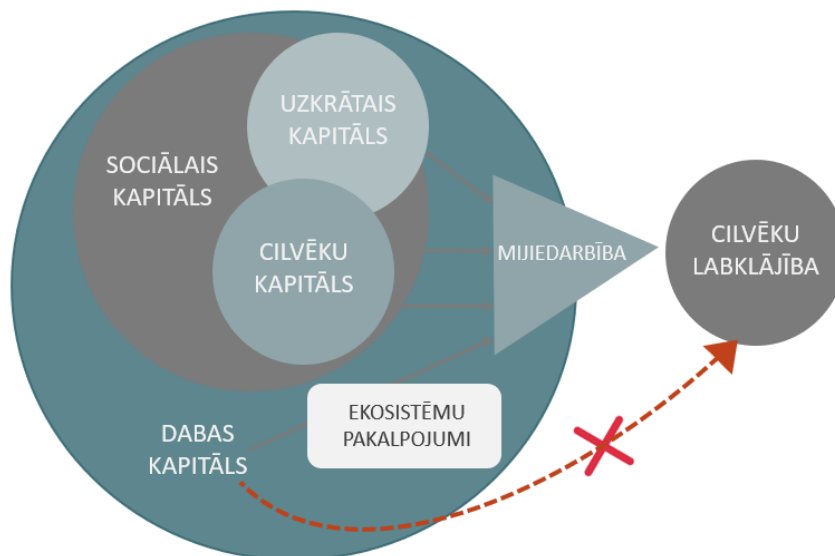 UZKRĀTAIS
KAPITĀLS
SOCIĀLAIS
KAPITĀLS
CILVĒKU
KAPITĀLS
MIJIEDARBĪBA
CILVĒKU
LABKLĀJĪBA
EKOSISTĒMU
PAKALPOJUMI
DABAS
KAPITĀLS